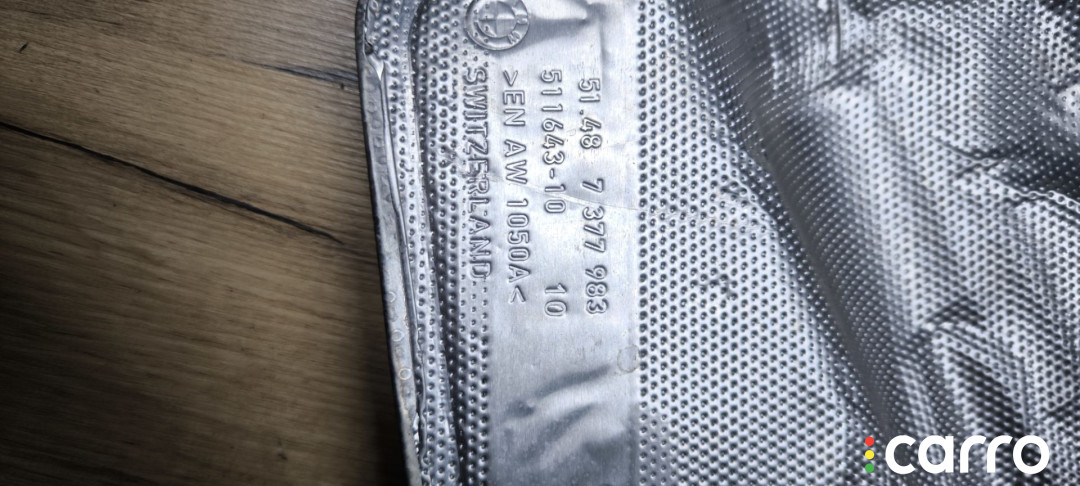 51.48 7 377 983
511643-10 10
>EN AW 1050A<
SWITZERLAND
carro